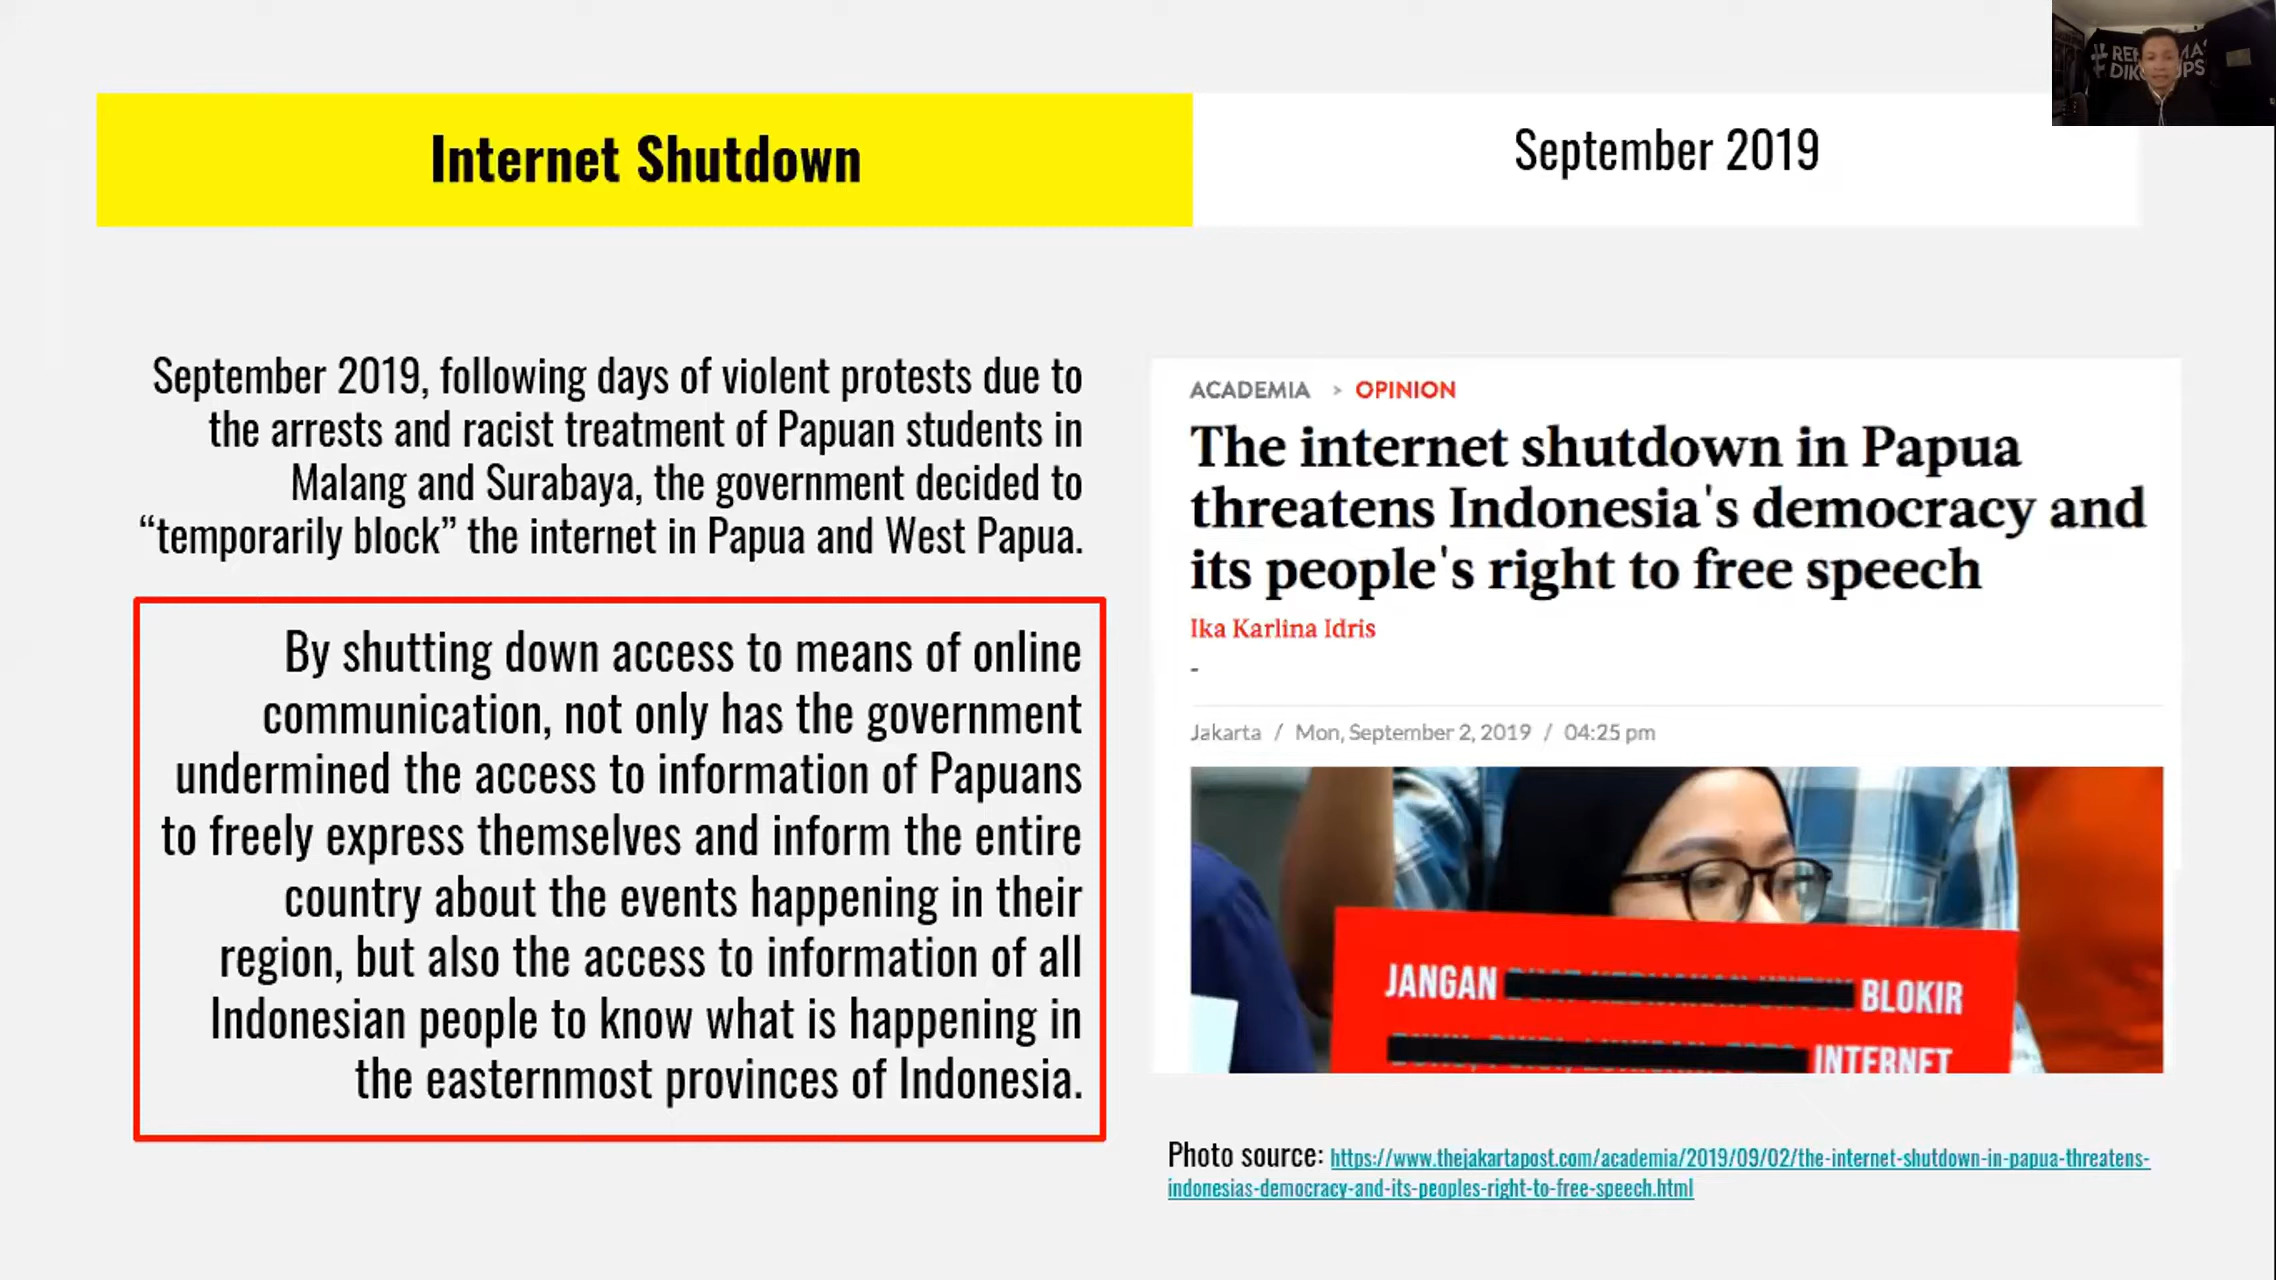 Internet Shutdown
September 2019
September 2019, following days of violent protests due to
the arrests and racist treatment of Papuan students in
Malang and Surabaya, the government decided to
“temporarily block” the internet in Papua and West Papua.
By shutting down access to means of online
communication, not only has the government
undermined the access to information of Papuans
to freely express themselves and inform the entire
country about the events happening in their
region, but also the access to information of all
Indonesian people to know what is happening in
the easternmost provinces of Indonesia.
ACADEMIA > OPINION
The internet shutdown in Papua
threatens Indonesia's democracy and
its people's right to free speech
Ika Karlina Idris
-
Jakarta / Mon, September 2, 2019 / 04:25 pm
JANGAN BLOKIR
INTERNET
Photo source: https://www.thejakartapost.com/academia/2019/09/02/the-internet-shutdown-in-papua-threatens-
indonesias-democracy-and-its-peoples-right-to-free-speech.html